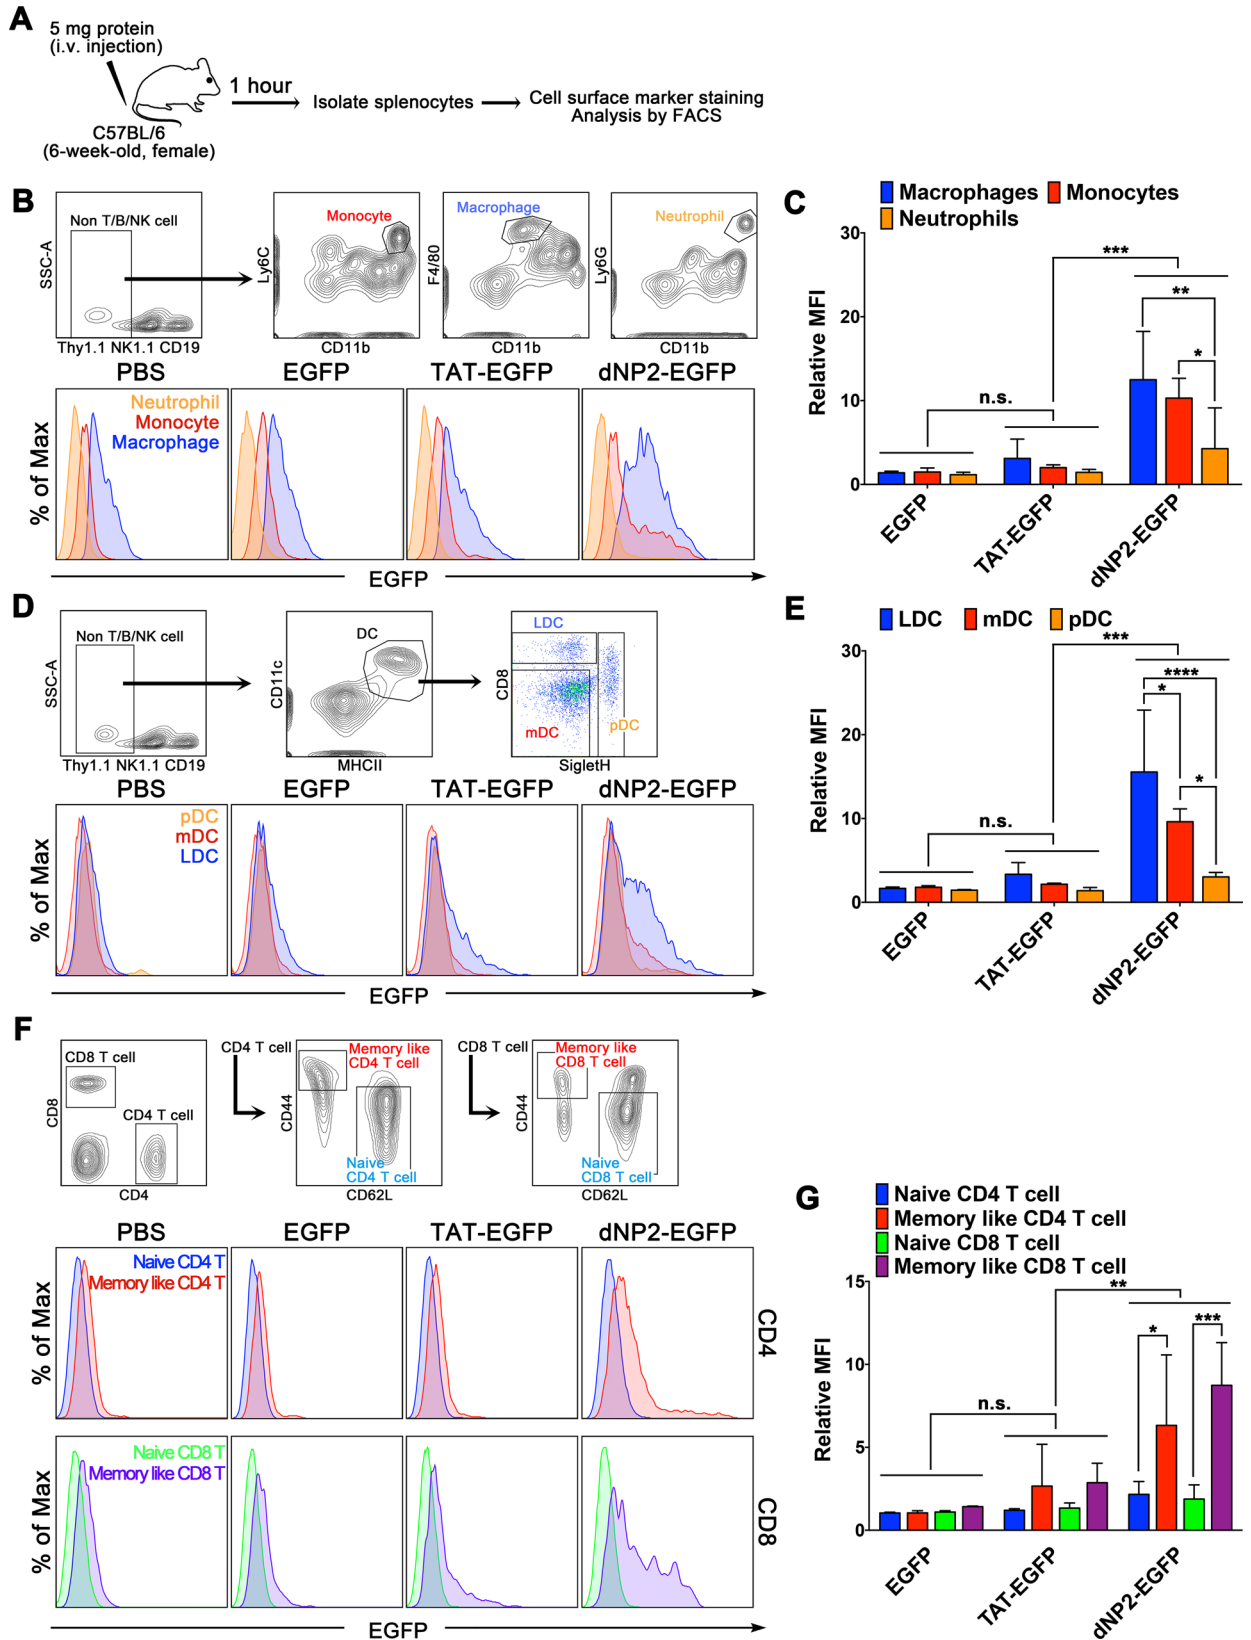 A
5 mg protein
(i.v. injection)
C57BL/6
(6-week-old, female)
1 hour
Isolate splenocytes
Cell surface marker staining
Analysis by FACS
B
Non T/B/NK cell
SSC-A
Thy1.1 NK1.1 CD19
Monocyte
Ly6C
CD11b
Macrophage
F4/80
CD11b
Neutrophil
Ly6G
CD11b
PBS
EGFP
TAT-EGFP
dNP2-EGFP
Neutrophil
Monocyte
Macrophage
% of Max
EGFP
C
Macrophages
Monocytes
Neutrophils
Relative MFI
30
20
10
0
n.s.
***
**
*
EGFP
TAT-EGFP
dNP2-EGFP
D
Non T/B/NK cell
SSC-A
Thy1.1 NK1.1 CD19
DC
CD11c
MHCII
LDC
mDC
pDC
CD8
SigletH
PBS
EGFP
TAT-EGFP
dNP2-EGFP
pDC
mDC
LDC
% of Max
EGFP
E
LDC
mDC
pDC
Relative MFI
30
20
10
0
n.s.
***
****
*
*
EGFP
TAT-EGFP
dNP2-EGFP
F
CD8 T cell
CD4 T cell
CD8
CD4
CD4 T cell
Memory like
CD4 T cell
Naive
CD4 T cell
CD44
CD62L
CD8 T cell
Memory like
CD8 T cell
Naive
CD8 T cell
CD44
CD62L
PBS
EGFP
TAT-EGFP
dNP2-EGFP
Naive CD4 T
Memory like CD4 T
% of Max
CD4
Naive CD8 T
Memory like CD8 T
% of Max
CD8
EGFP
G
Naive CD4 T cell
Memory like CD4 T cell
Naive CD8 T cell
Memory like CD8 T cell
Relative MFI
15
10
5
0
n.s.
**
*
***
EGFP
TAT-EGFP
dNP2-EGFP